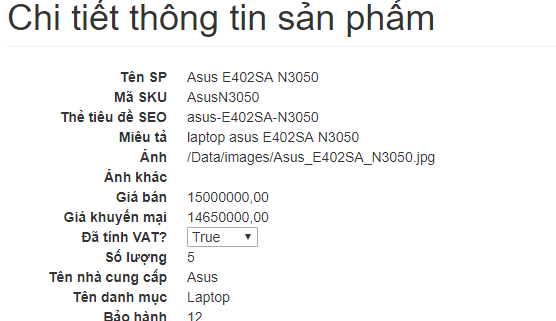 Chi tiết thông tin sản phẩm
Tên SP Asus E402SA N3050
Mã SKU AsusN3050
Thẻ tiêu đề SEO asus-E402SA-N3050
Miêu tả laptop asus E402SA N3050
Ảnh /Data/images/Asus_E402SA_N3050.jpg
Ảnh khác
Giá bán 15000000,00
Giá khuyến mại 14650000,00
Đã tính VAT? True
Số lượng 5
Tên nhà cung cấp Asus
Tên danh mục Laptop
Bảo hành 12